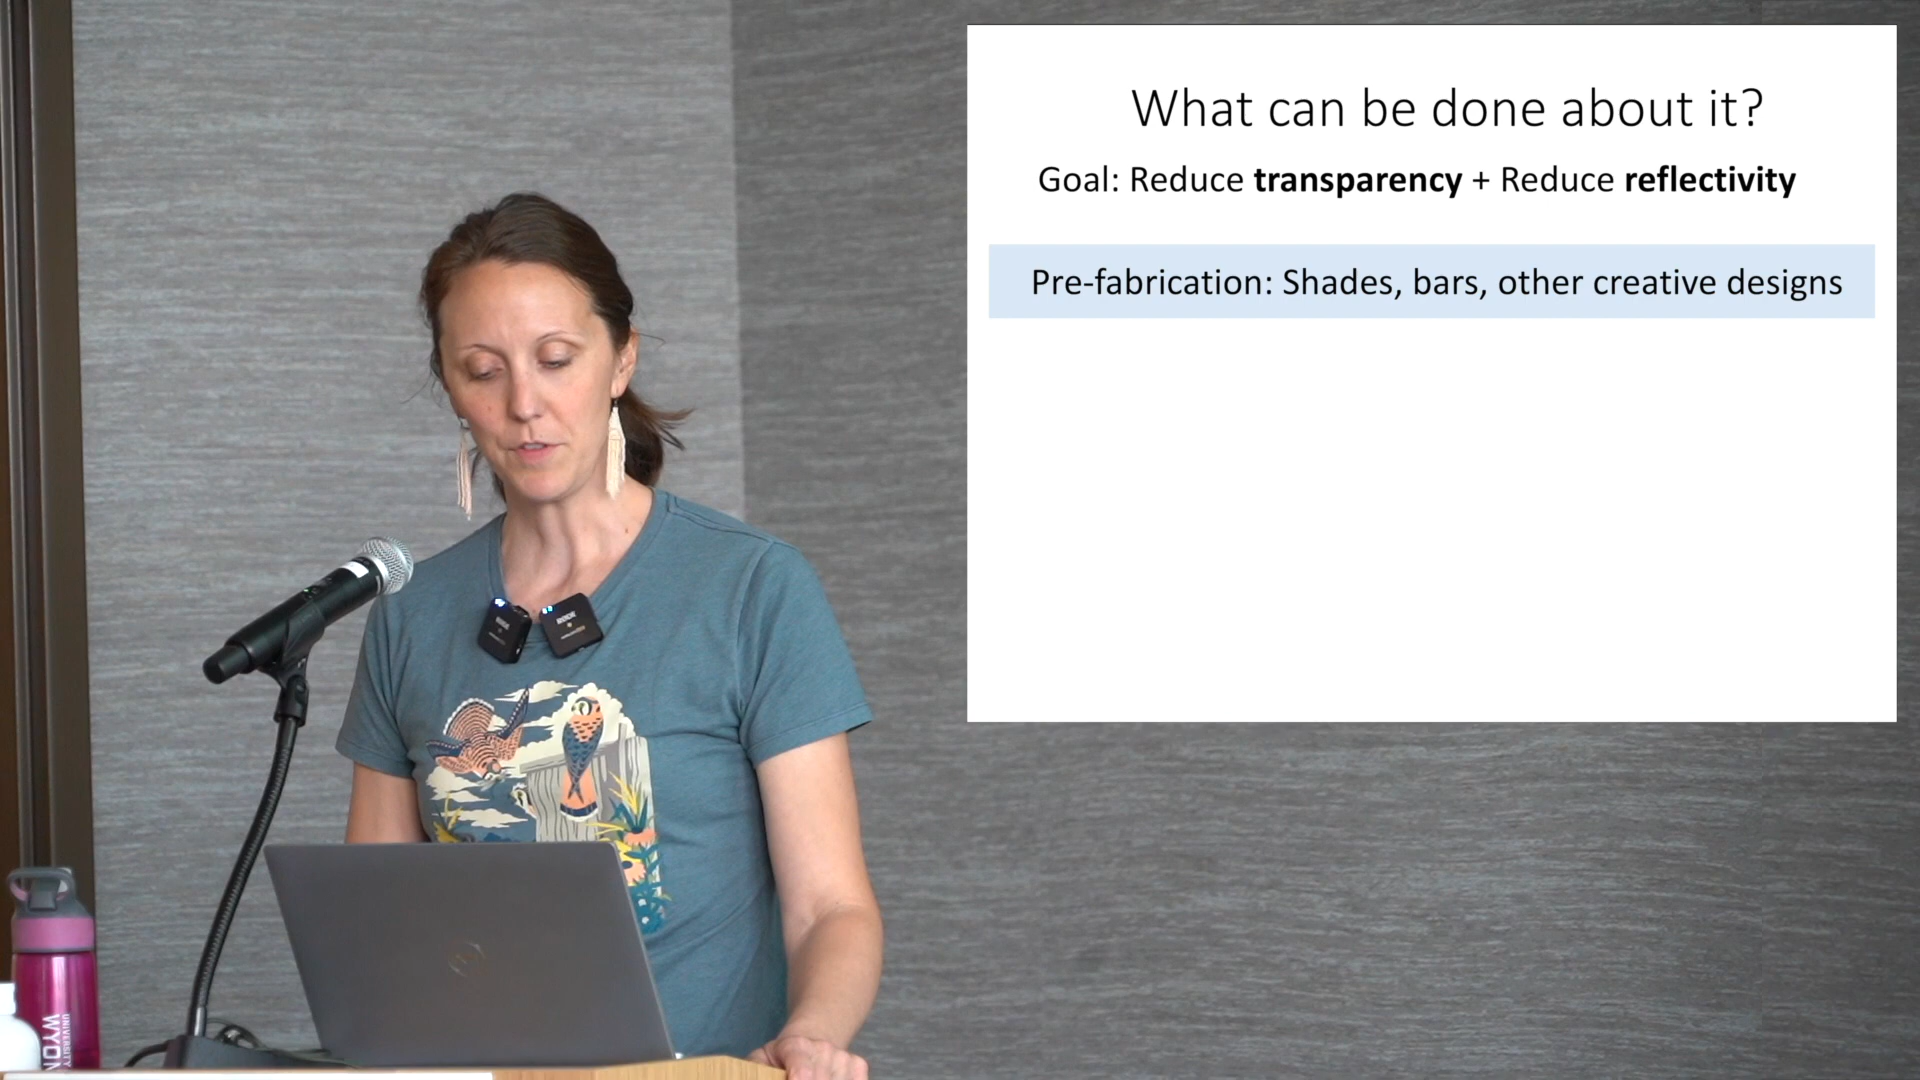 What can be done about it?
Goal: Reduce transparency + Reduce reflectivity
Pre-fabrication: Shades, bars, other creative designs
UNIVERSITY
WYOM